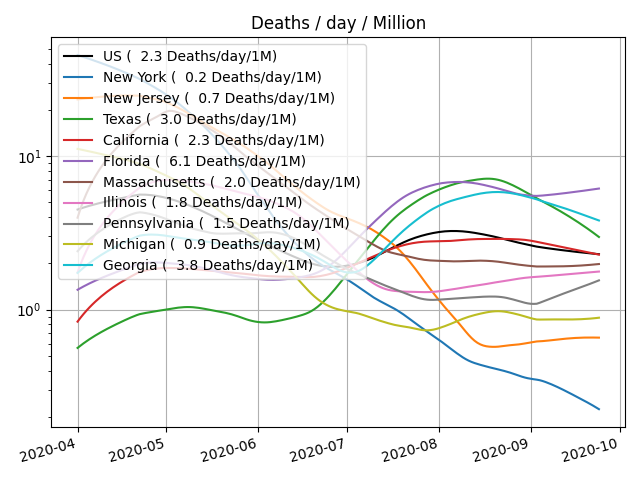 Deaths / day / Million
US (  2.3 Deaths/day/1M)
New York (  0.2 Deaths/day/1M)
New Jersey (  0.7 Deaths/day/1M)
Texas (  3.0 Deaths/day/1M)
California (  2.3 Deaths/day/1M)
Florida (  6.1 Deaths/day/1M)
Massachusetts (  2.0 Deaths/day/1M)
Illinois (  1.8 Deaths/day/1M)
Pennsylvania (  1.5 Deaths/day/1M)
Michigan (  0.9 Deaths/day/1M)
Georgia (  3.8 Deaths/day/1M)
10¹
10⁰
2020-04 2020-05 2020-06 2020-07 2020-08 2020-09 2020-10